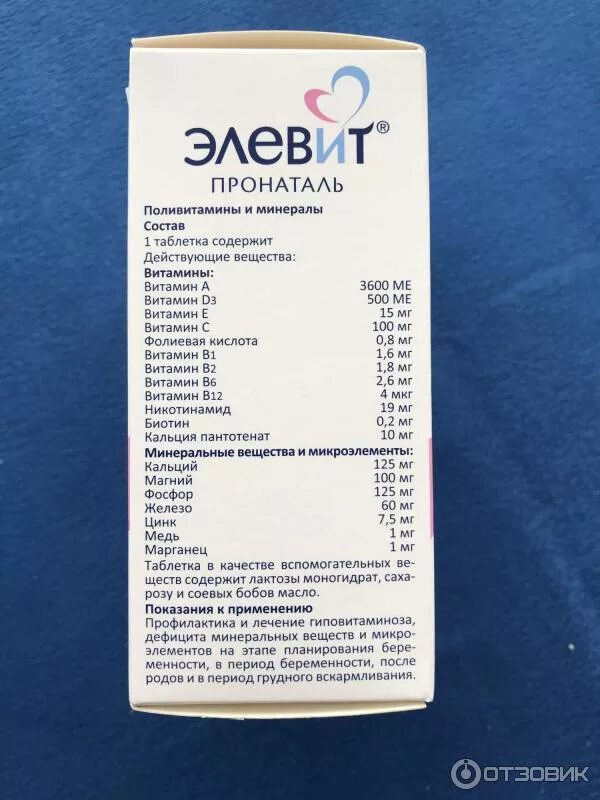 ЭЛЕВИТ®
ПРОНАТАЛЬ
Поливитамины и минералы
Состав
1 таблетка содержит
Действующие вещества:
Витамины:
Витамин А 3600 МЕ
Витамин D3 500 МЕ
Витамин Е 15 мг
Витамин С 100 мг
Фолиевая кислота 0,8 мг
Витамин В1 1,6 мг
Витамин В2 1,8 мг
Витамин В6 2,6 мг
Витамин В12 4 мкг
Никотинамид 19 мг
Биотин 0,2 мг
Кальция пантотенат 10 мг
Минеральные вещества и микроэлементы:
Кальций 125 мг
Магний 100 мг
Фосфор 125 мг
Железо 60 мг
Цинк 7,5 мг
Медь 1 мг
Марганец 1 мг
Таблетка в качестве вспомогательных ве-
ществ содержит лактозы моногидрат, саха-
розу и соевых бобов масло.
Показания к применению
Профилактика и лечение гиповитаминоза,
дефицита минеральных веществ и микро-
элементов на этапе планирования бере-
менности, в период беременности, после
родов и в период грудного вскармливания.
ОТЗОВИК